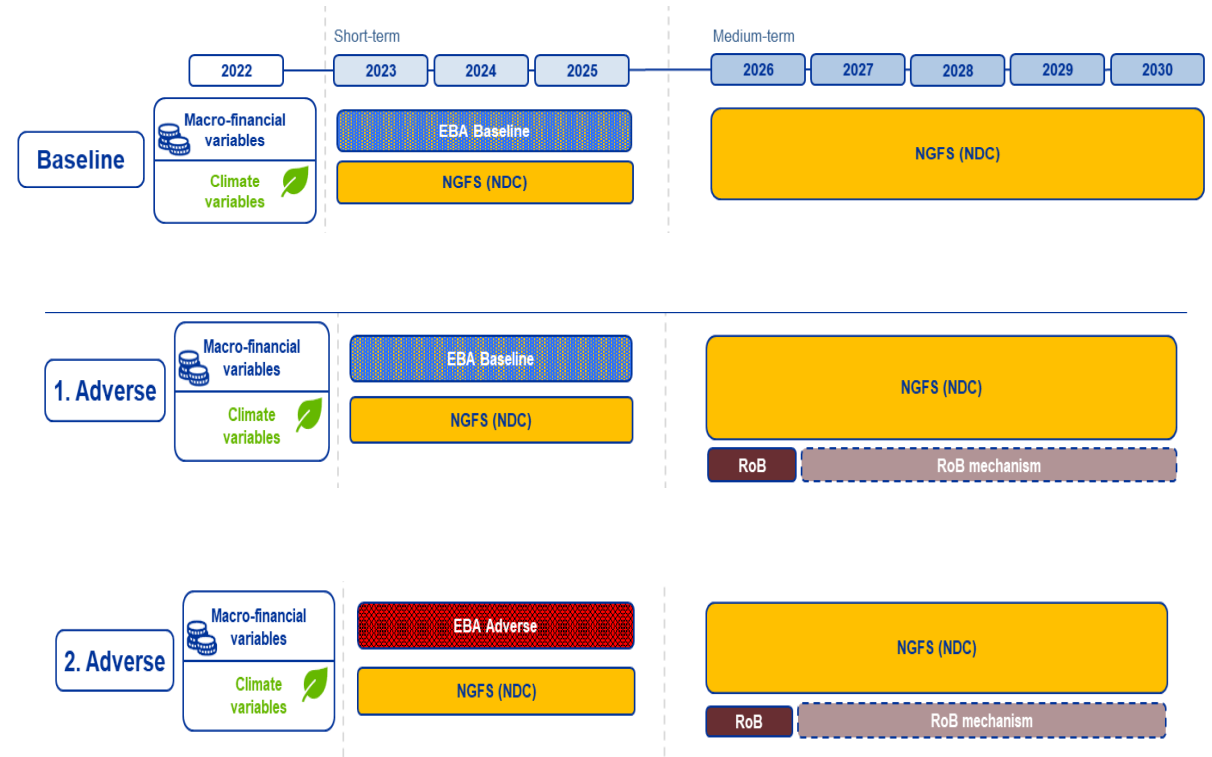 Short-term
Medium-term
2022
2023
2024
2025
2026
2027
2028
2029
2030
Baseline
Macro-financial
variables
Climate
variables
EBA Baseline
NGFS (NDC)
NGFS (NDC)
1. Adverse
Macro-financial
variables
Climate
variables
EBA Baseline
NGFS (NDC)
NGFS (NDC)
RoB
RoB mechanism
2. Adverse
Macro-financial
variables
Climate
variables
EBA Adverse
NGFS (NDC)
NGFS (NDC)
RoB
RoB mechanism